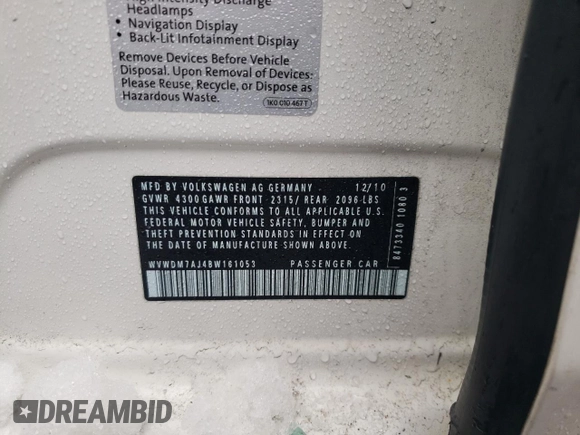 High Intensity Discharge
Headlamps
• Navigation Display
• Back-Lit Infotainment Display
Remove Devices Before Vehicle
Disposal. Upon Removal of Devices:
Please Reuse, Recycle, or Dispose as
Hazardous Waste.
1K0 010 467 T
MFD BY VOLKSWAGEN AG GERMANY 12/10
GVWR 4300 GAWR FRONT 2315/ REAR 2096 LBS
THIS VEHICLE CONFORMS TO ALL APPLICABLE U.S.
FEDERAL MOTOR VEHICLE SAFETY, BUMPER AND
THEFT PREVENTION STANDARDS IN EFFECT ON
THE DATE OF MANUFACTURE SHOWN ABOVE.
WVWDM7AJ4BW161053 PASSENGER CAR
8473340 1080 3
DREAMBID